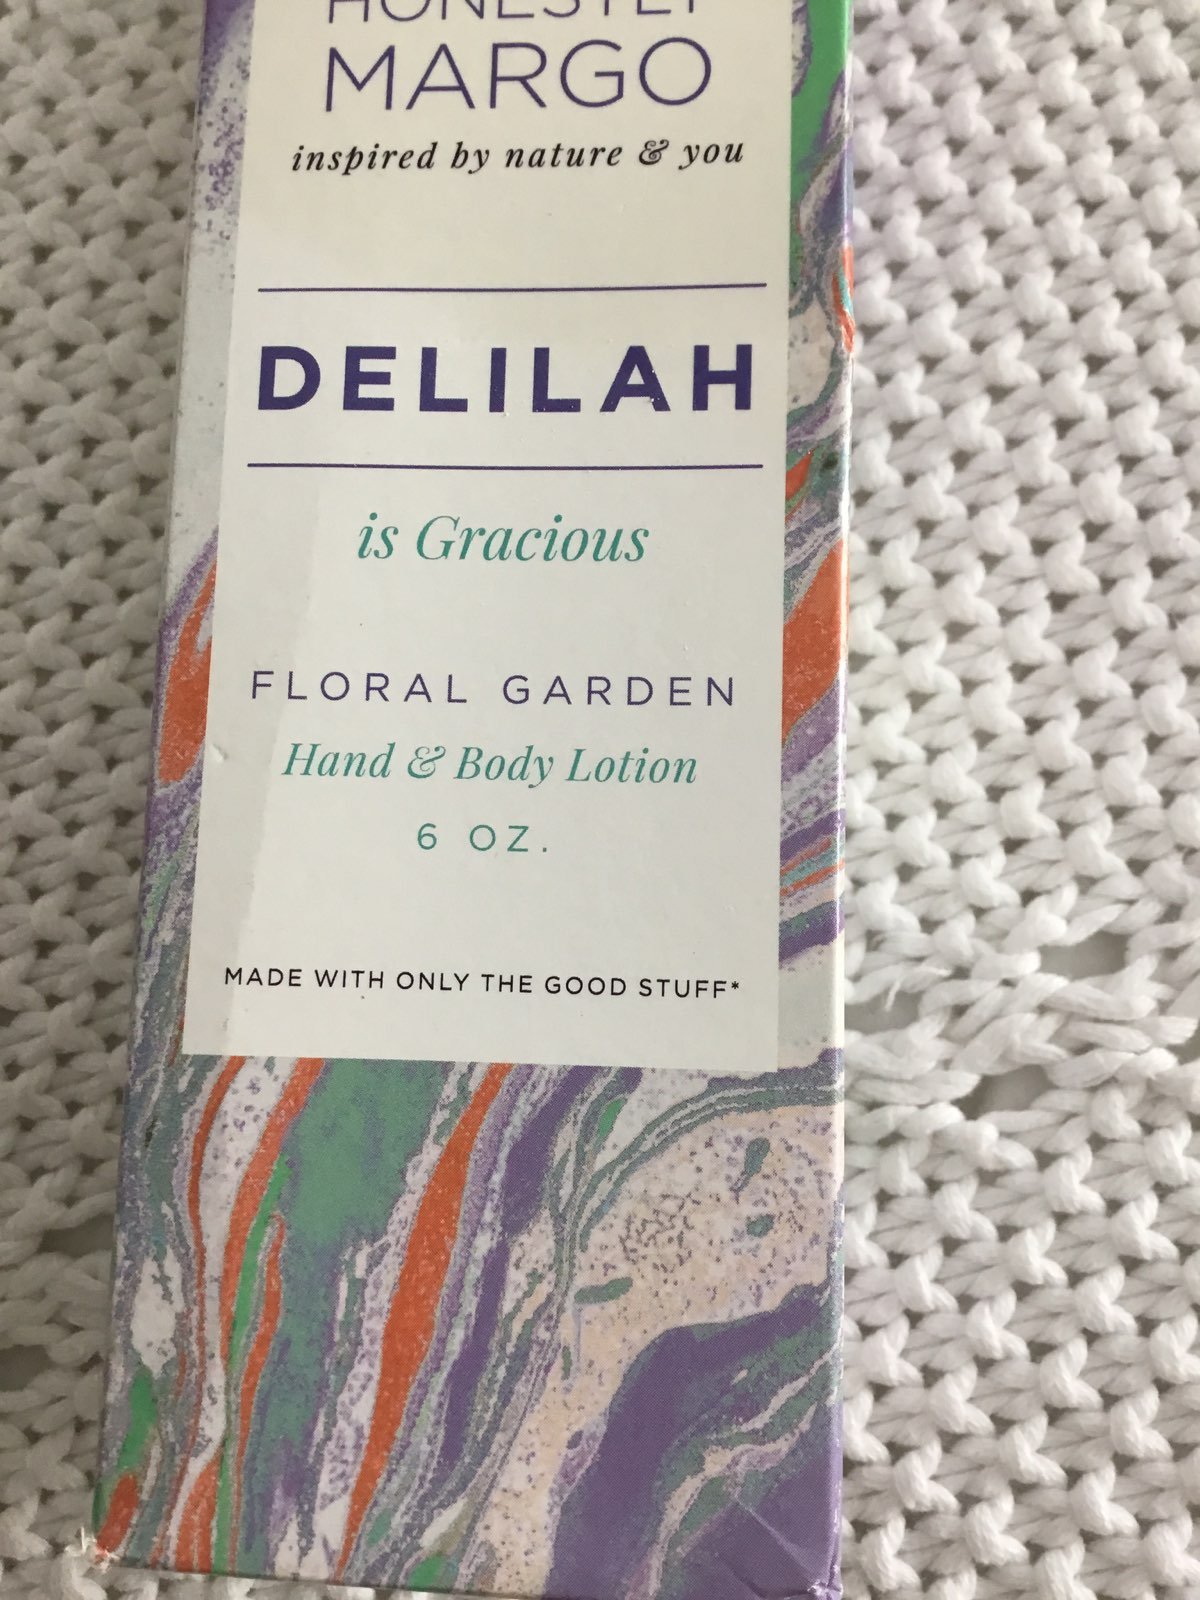 HONESTLY
MARGO
inspired by nature & you
DELILAH
is Gracious
FLORAL GARDEN
Hand & Body Lotion
6 OZ.
MADE WITH ONLY THE GOOD STUFF*